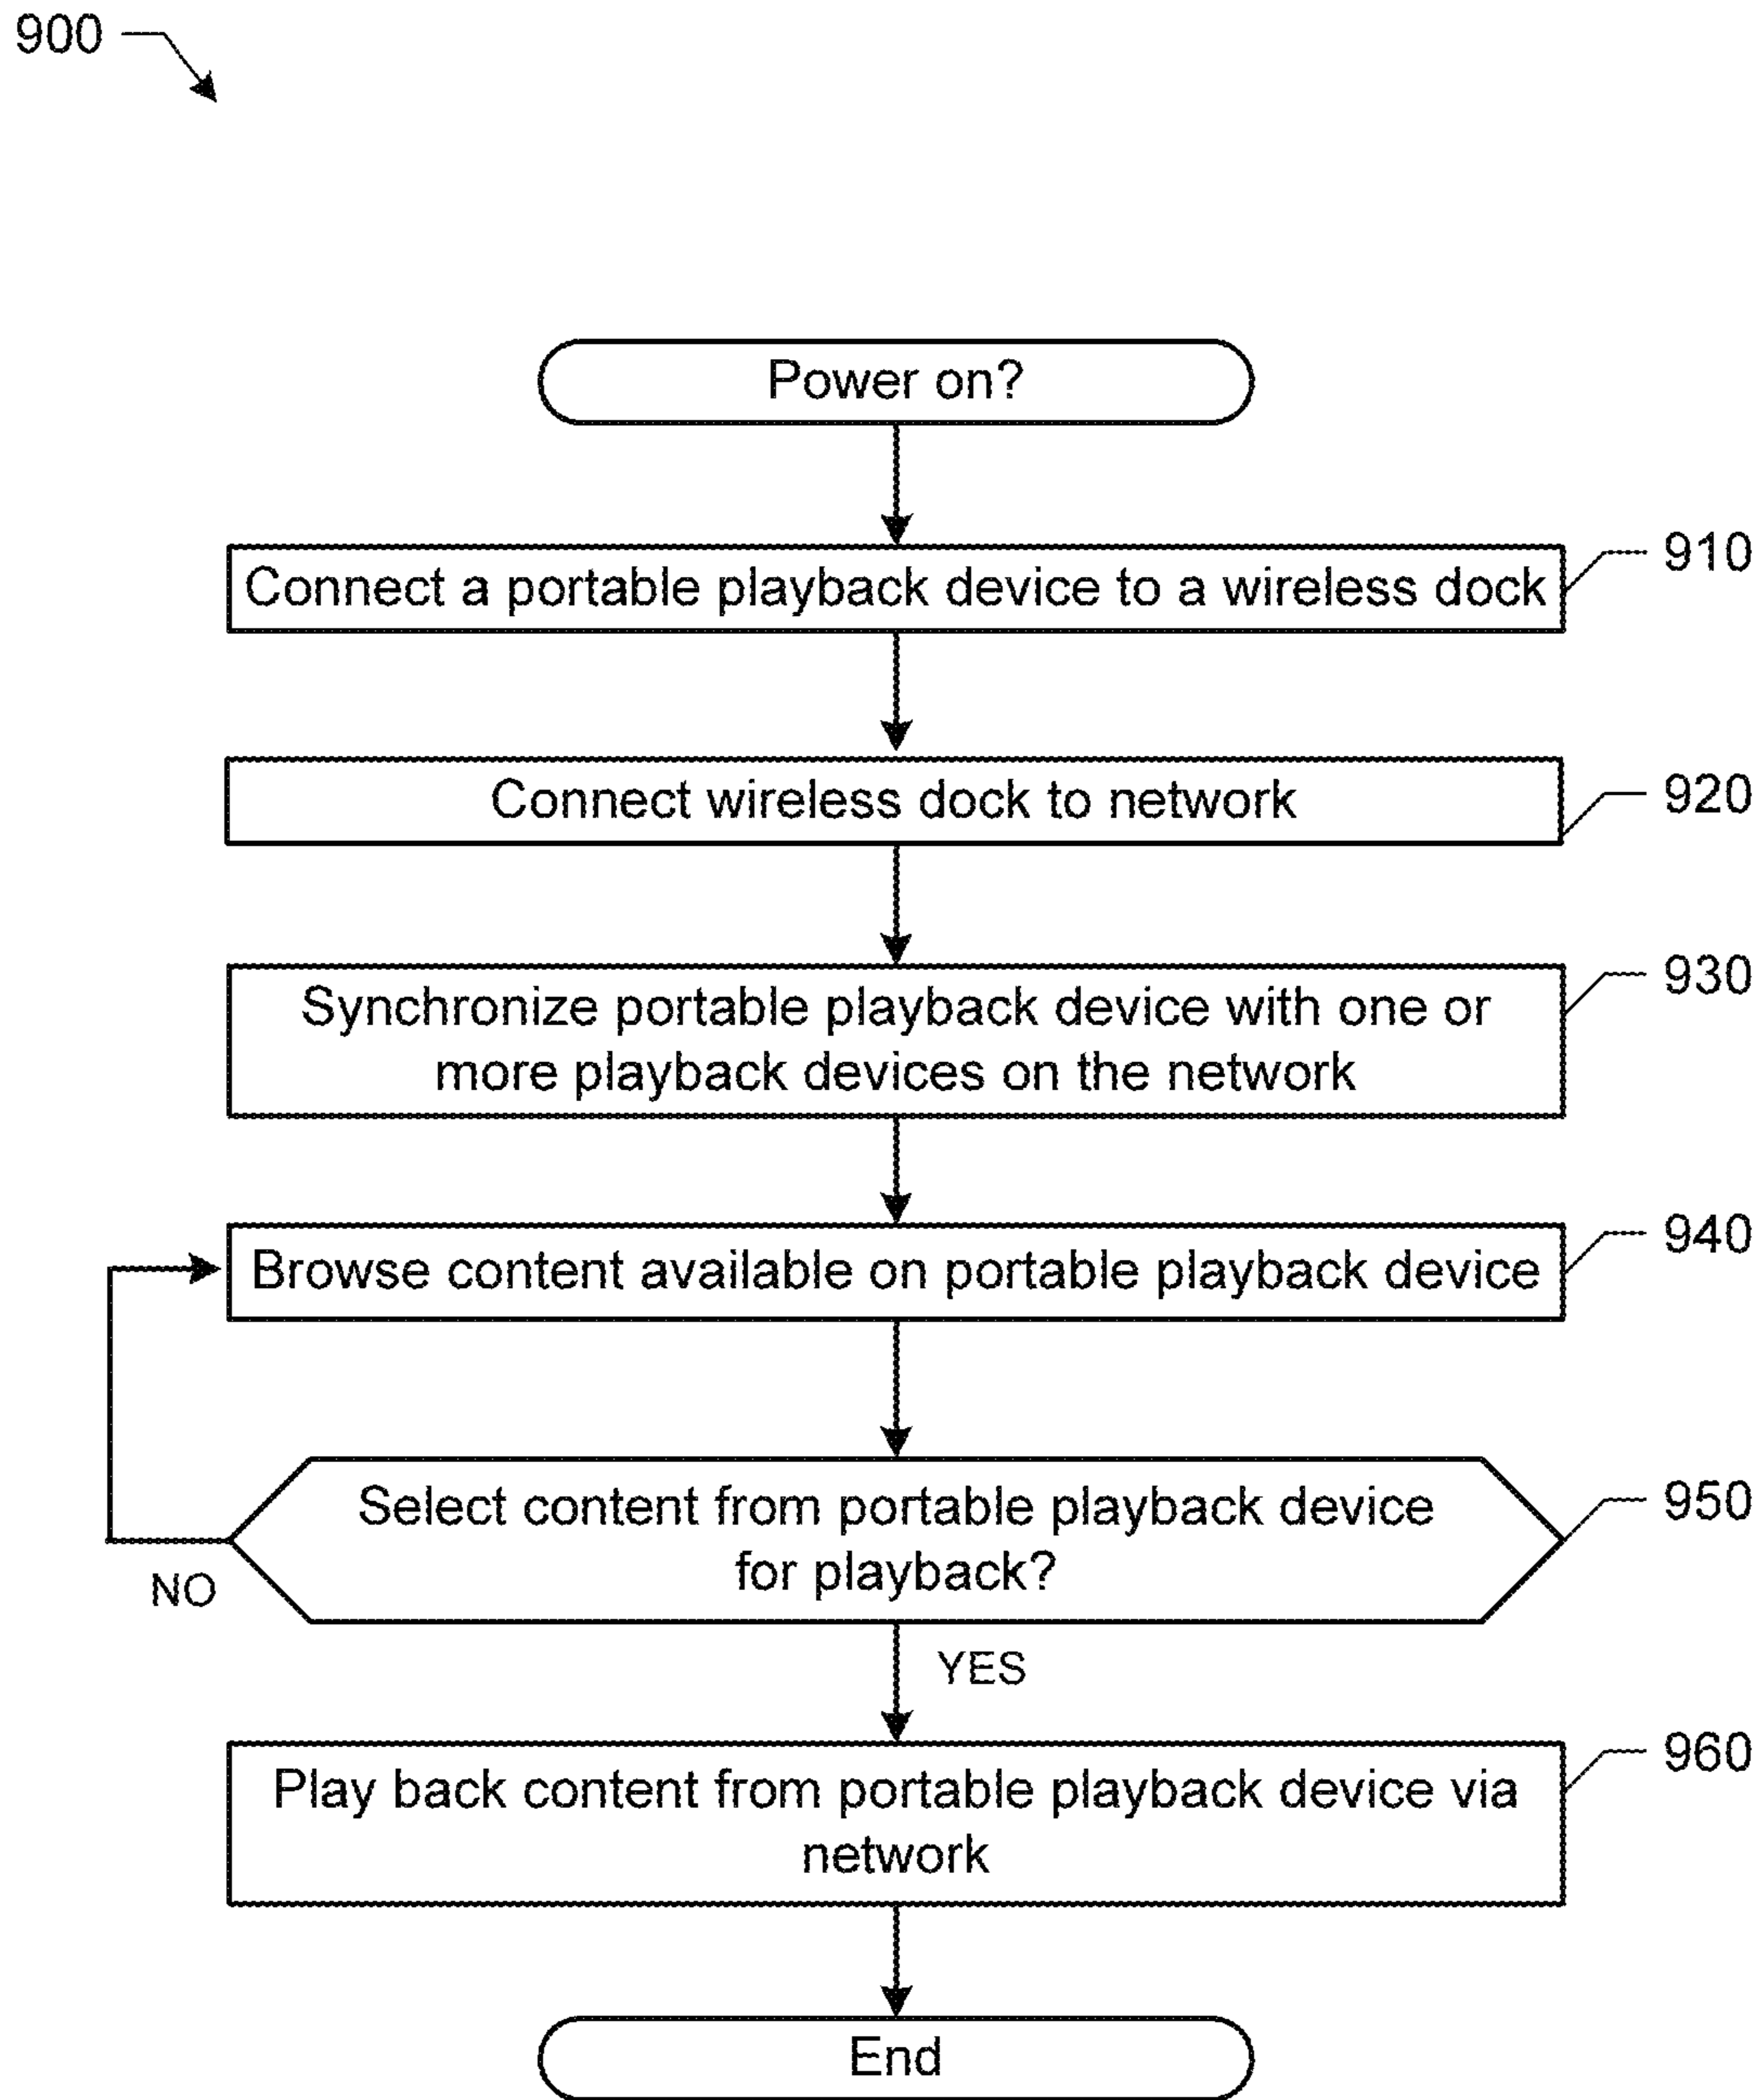 900
Power on?
Connect a portable playback device to a wireless dock
910
Connect wireless dock to network
920
Synchronize portable playback device with one or
more playback devices on the network
930
Browse content available on portable playback device
940
Select content from portable playback device
for playback?
950
NO
YES
Play back content from portable playback device via
network
960
End